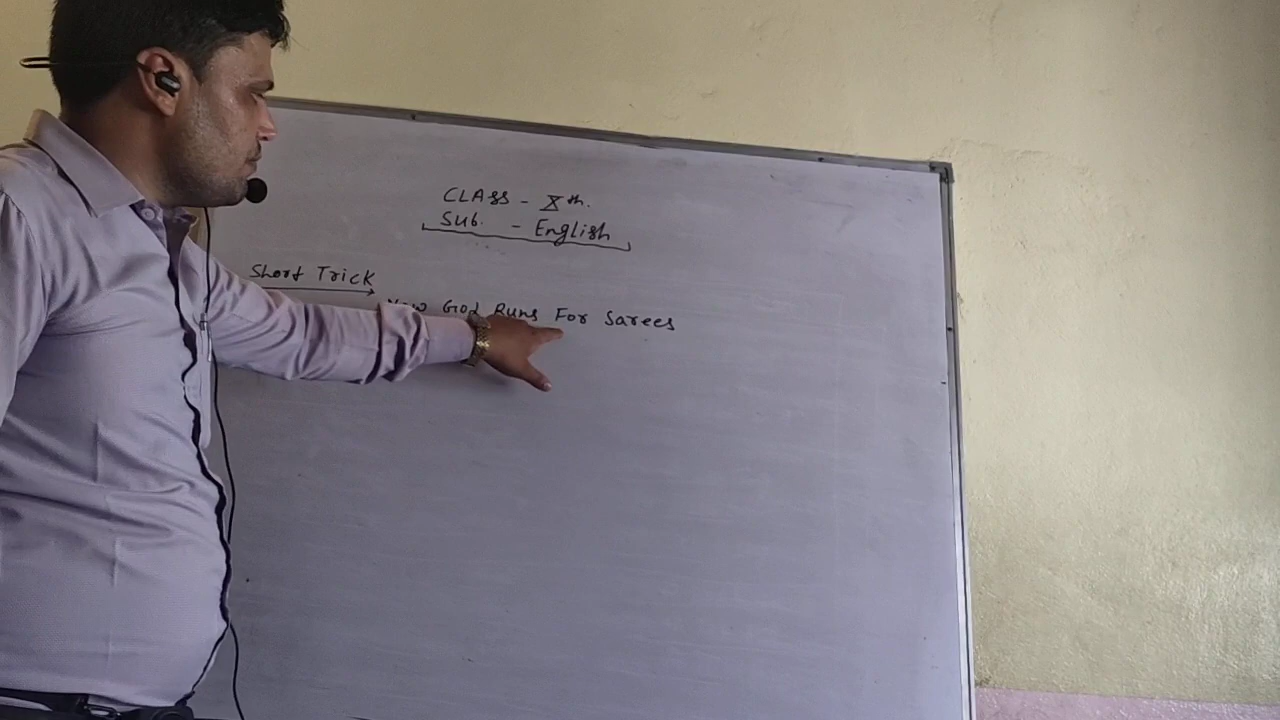 CLASS - Xth.
Sub. - English
Short Trick
God Runs For Sarees